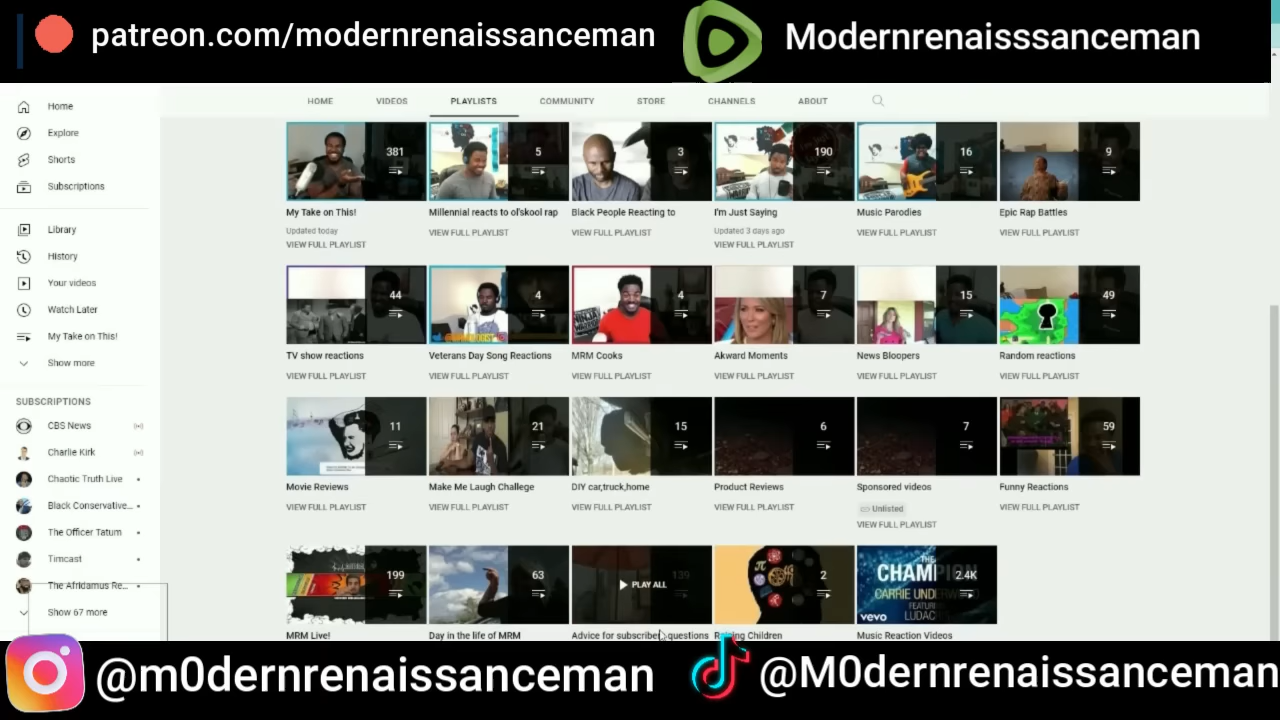 patreon.com/modernrenaissanceman
Modernrenaisssanceman
HOME VIDEOS PLAYLISTS COMMUNITY STORE CHANNELS ABOUT
Home
Explore
Shorts
Subscriptions
Library
History
Your videos
Watch Later
My Take on This!
Show more
SUBSCRIPTIONS
CBS News
Charlie Kirk
Chaotic Truth Live
Black Conservative...
The Officer Tatum
Timcast
The Afridamus Re...
Show 67 more
381 5 3 190 16 9
My Take on This! Millennial reacts to ol'skool rap Black People Reacting to I'm Just Saying Music Parodies Epic Rap Battles
Updated today VIEW FULL PLAYLIST VIEW FULL PLAYLIST Updated 3 days ago VIEW FULL PLAYLIST VIEW FULL PLAYLIST
VIEW FULL PLAYLIST VIEW FULL PLAYLIST
44 4 4 7 15 49
TV show reactions Veterans Day Song Reactions MRM Cooks Akward Moments News Bloopers Random reactions
VIEW FULL PLAYLIST VIEW FULL PLAYLIST VIEW FULL PLAYLIST VIEW FULL PLAYLIST VIEW FULL PLAYLIST VIEW FULL PLAYLIST
11 21 15 6 7 59
Movie Reviews Make Me Laugh Challege DIY car,truck,home Product Reviews Sponsored videos Funny Reactions
VIEW FULL PLAYLIST VIEW FULL PLAYLIST VIEW FULL PLAYLIST VIEW FULL PLAYLIST Unlisted VIEW FULL PLAYLIST
VIEW FULL PLAYLIST
199 63 PLAY ALL 139 2 2.4K
THE
CHAMPION
CARRIE
FEATURI
LUDAC
vevo
MRM Live! Day in the life of MRM Advice for subscriber questions Raising Children Music Reaction Videos
@m0dernrenaissanceman
@M0dernrenaissanceman